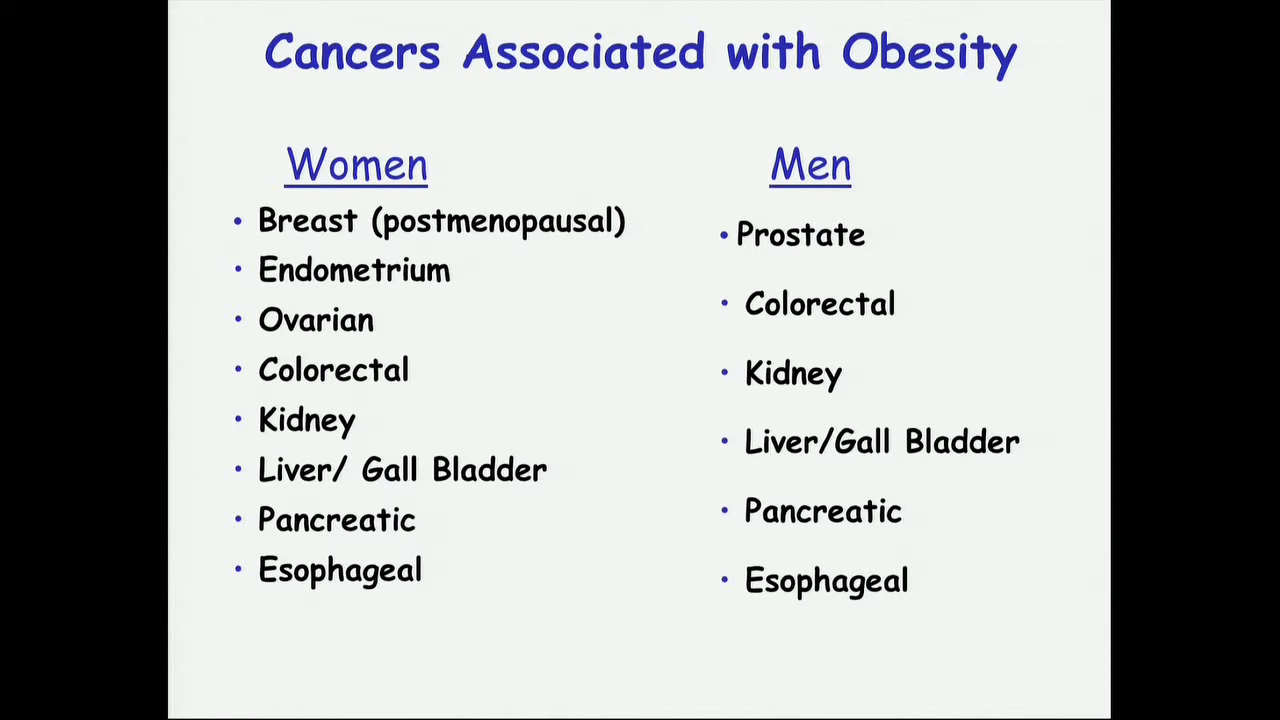 Cancers Associated with Obesity
Women
• Breast (postmenopausal)
• Endometrium
• Ovarian
• Colorectal
• Kidney
• Liver/ Gall Bladder
• Pancreatic
• Esophageal
Men
• Prostate
• Colorectal
• Kidney
• Liver/Gall Bladder
• Pancreatic
• Esophageal